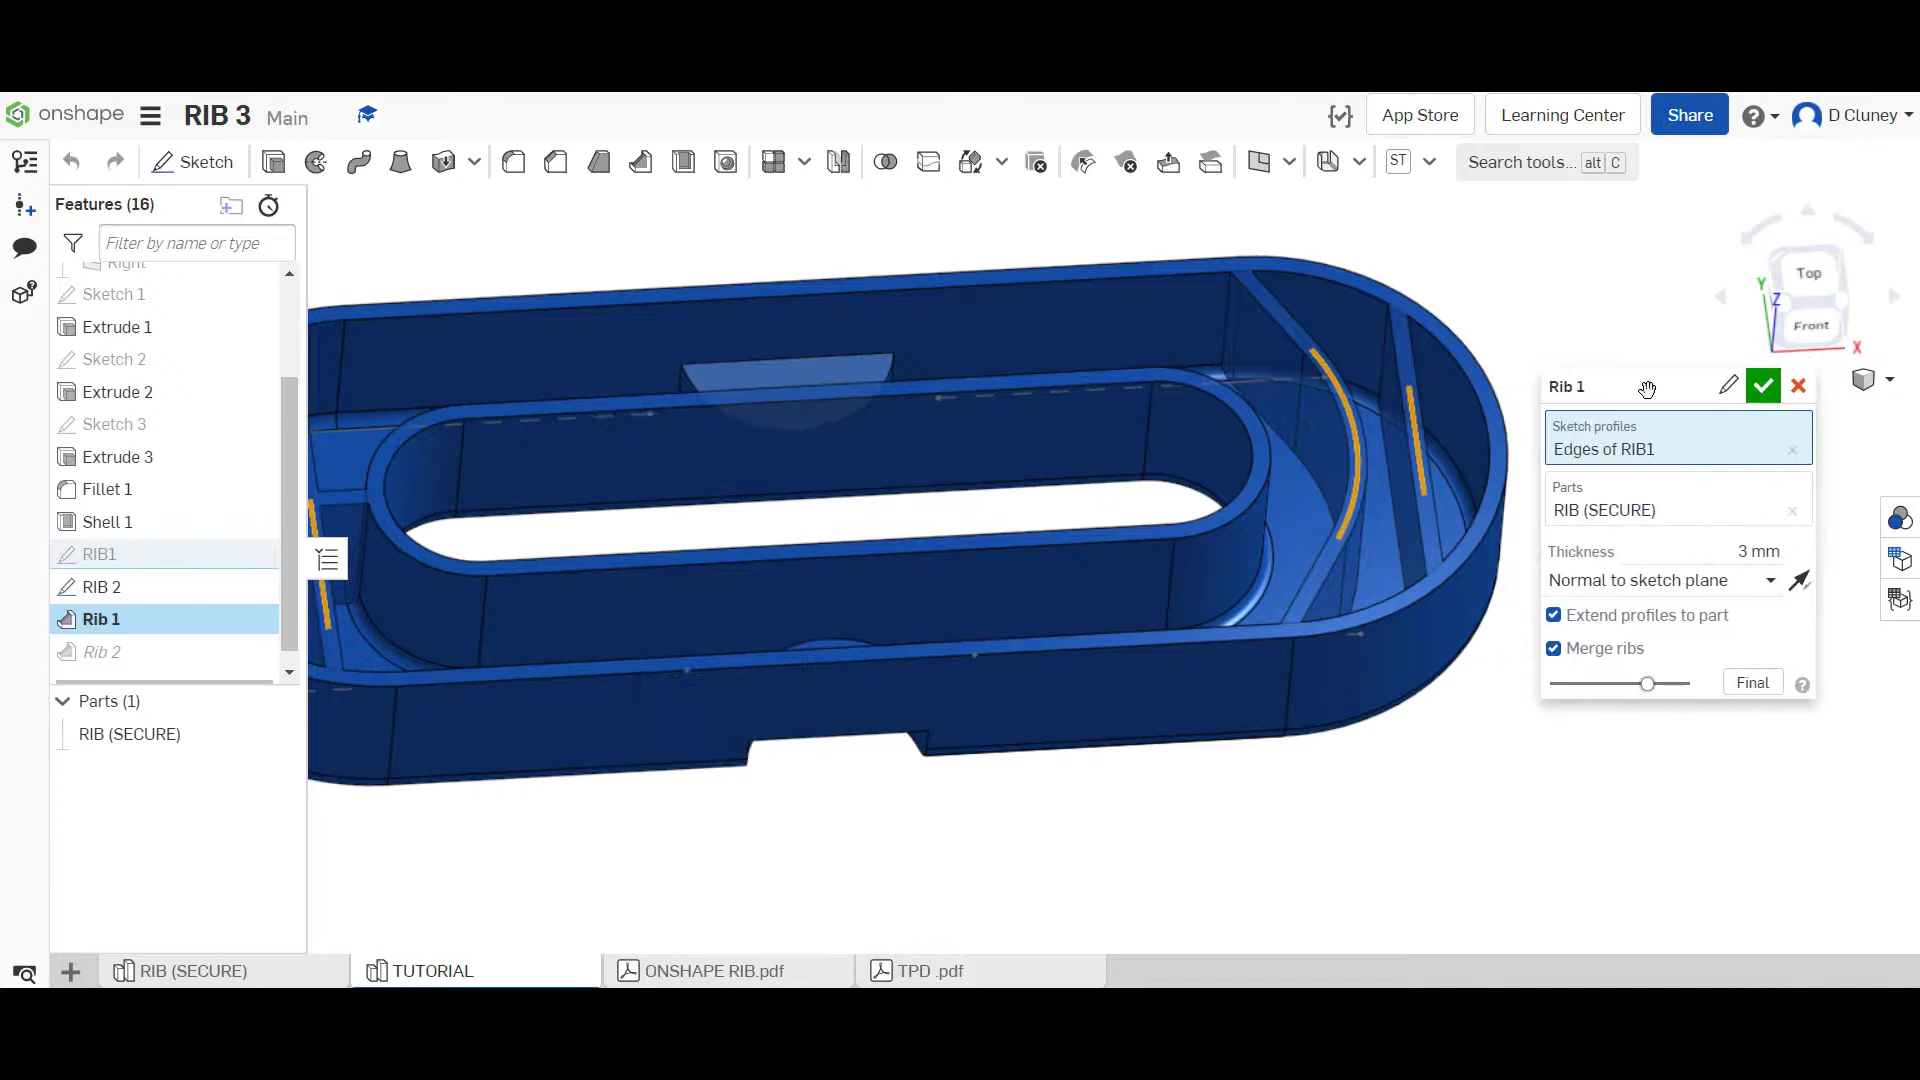 onshape RIB 3 Main App Store Learning Center Share D Cluney
Sketch ST Search tools... alt C
Features (16)
Filter by name or type
Right
Sketch 1
Extrude 1
Sketch 2
Extrude 2
Sketch 3
Extrude 3
Fillet 1
Shell 1
RIB1
RIB 2
Rib 1
Rib 2
Parts (1)
RIB (SECURE)
Top
Front
Y
Z
X
Rib 1
Sketch profiles
Edges of RIB1
Parts
RIB (SECURE)
Thickness 3 mm
Normal to sketch plane
Extend profiles to part
Merge ribs
Final
RIB (SECURE) TUTORIAL ONSHAPE RIB.pdf TPD .pdf